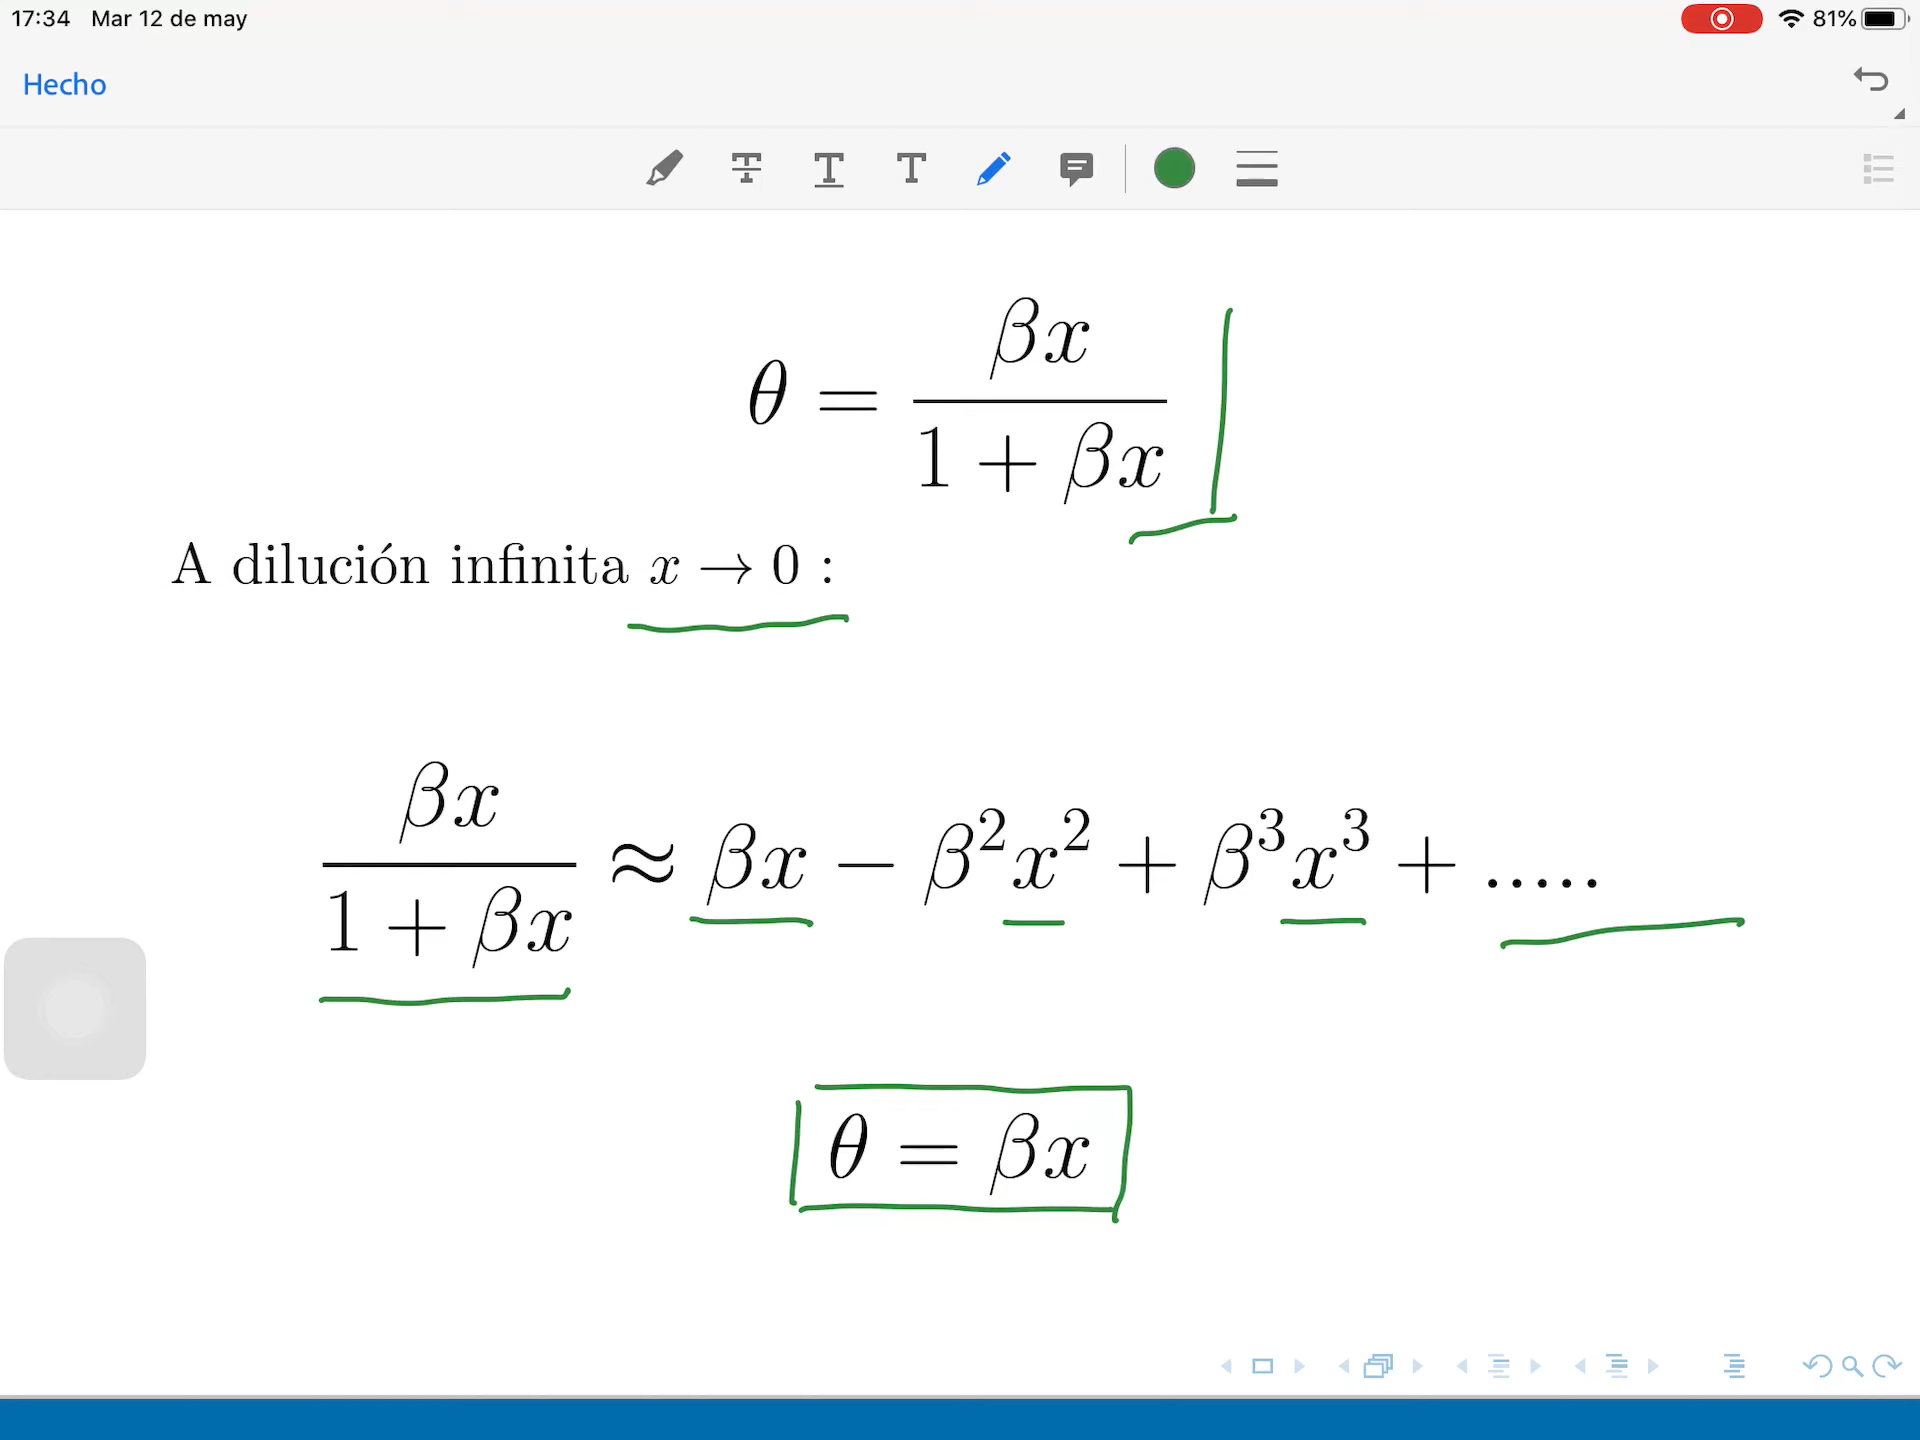 17:34 Mar 12 de may 81%
Hecho
θ = βx / (1 + βx)
A dilución infinita x → 0 :
βx / (1 + βx) ≈ βx − β²x² + β³x³ + .....
θ = βx